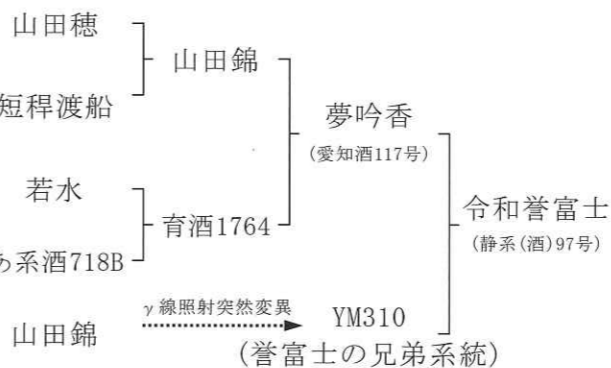 山田穂
短稈渡船
山田錦
夢吟香
(愛知酒117号)
若水
あ系酒718B
育酒1764
令和誉富士
(静系(酒)97号)
山田錦
γ線照射突然変異
YM310
(誉富士の兄弟系統)